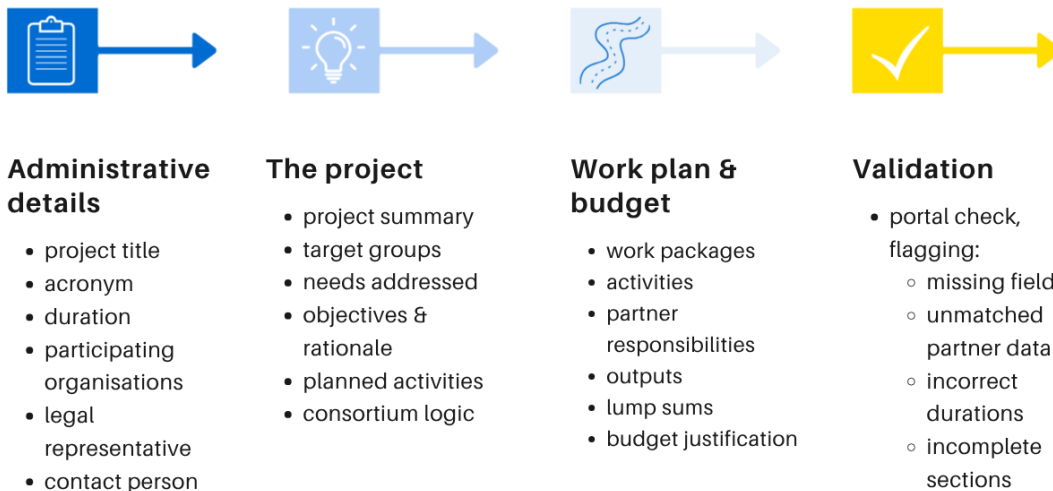 Administrative
details
• project title
• acronym
• duration
• participating
organisations
• legal
representative
• contact person
The project
• project summary
• target groups
• needs addressed
• objectives &
rationale
• planned activities
• consortium logic
Work plan &
budget
• work packages
• activities
• partner
responsibilities
• outputs
• lump sums
• budget justification
Validation
• portal check,
flagging:
◦ missing field
◦ unmatched
partner data
◦ incorrect
durations
◦ incomplete
sections